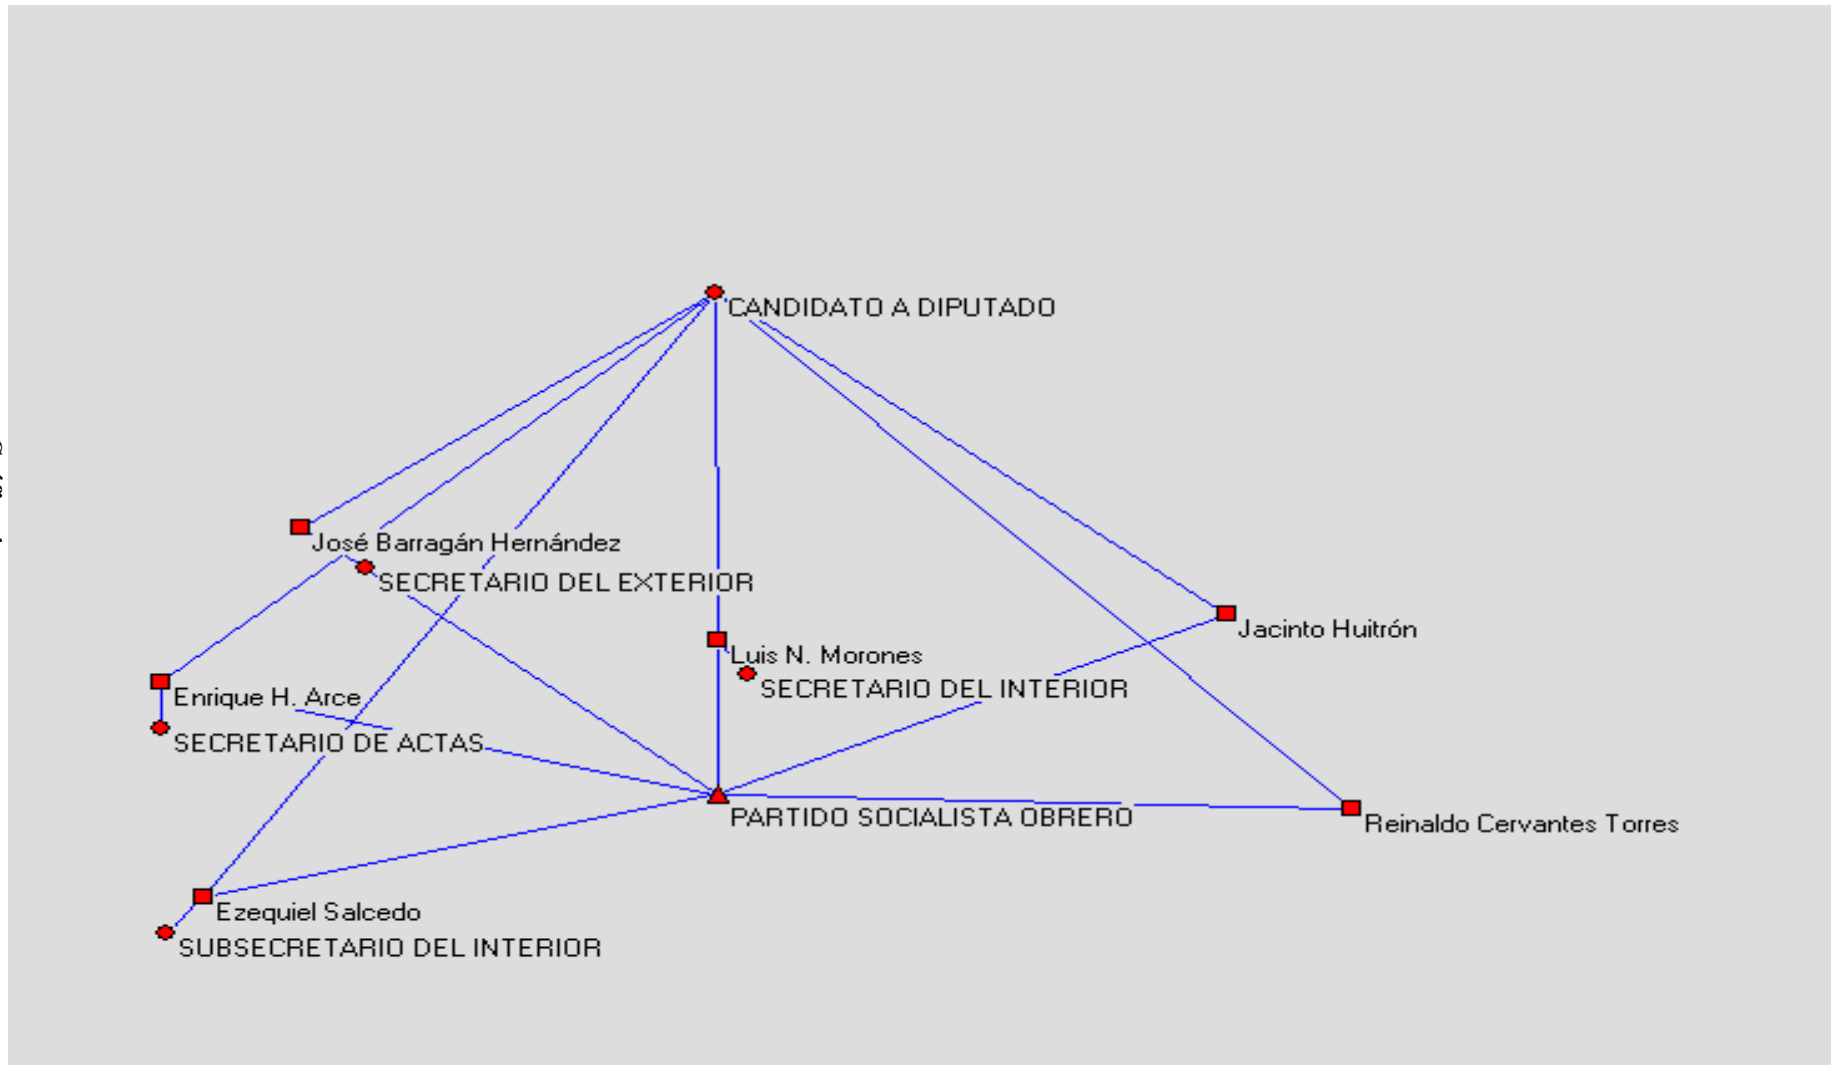 CANDIDATO A DIPUTADO
José Barragán Hernández
SECRETARIO DEL EXTERIOR
Jacinto Huitrón
Luis N. Morones
SECRETARIO DEL INTERIOR
Enrique H. Arce
SECRETARIO DE ACTAS
PARTIDO SOCIALISTA OBRERO
Reinaldo Cervantes Torres
Ezequiel Salcedo
SUBSECRETARIO DEL INTERIOR